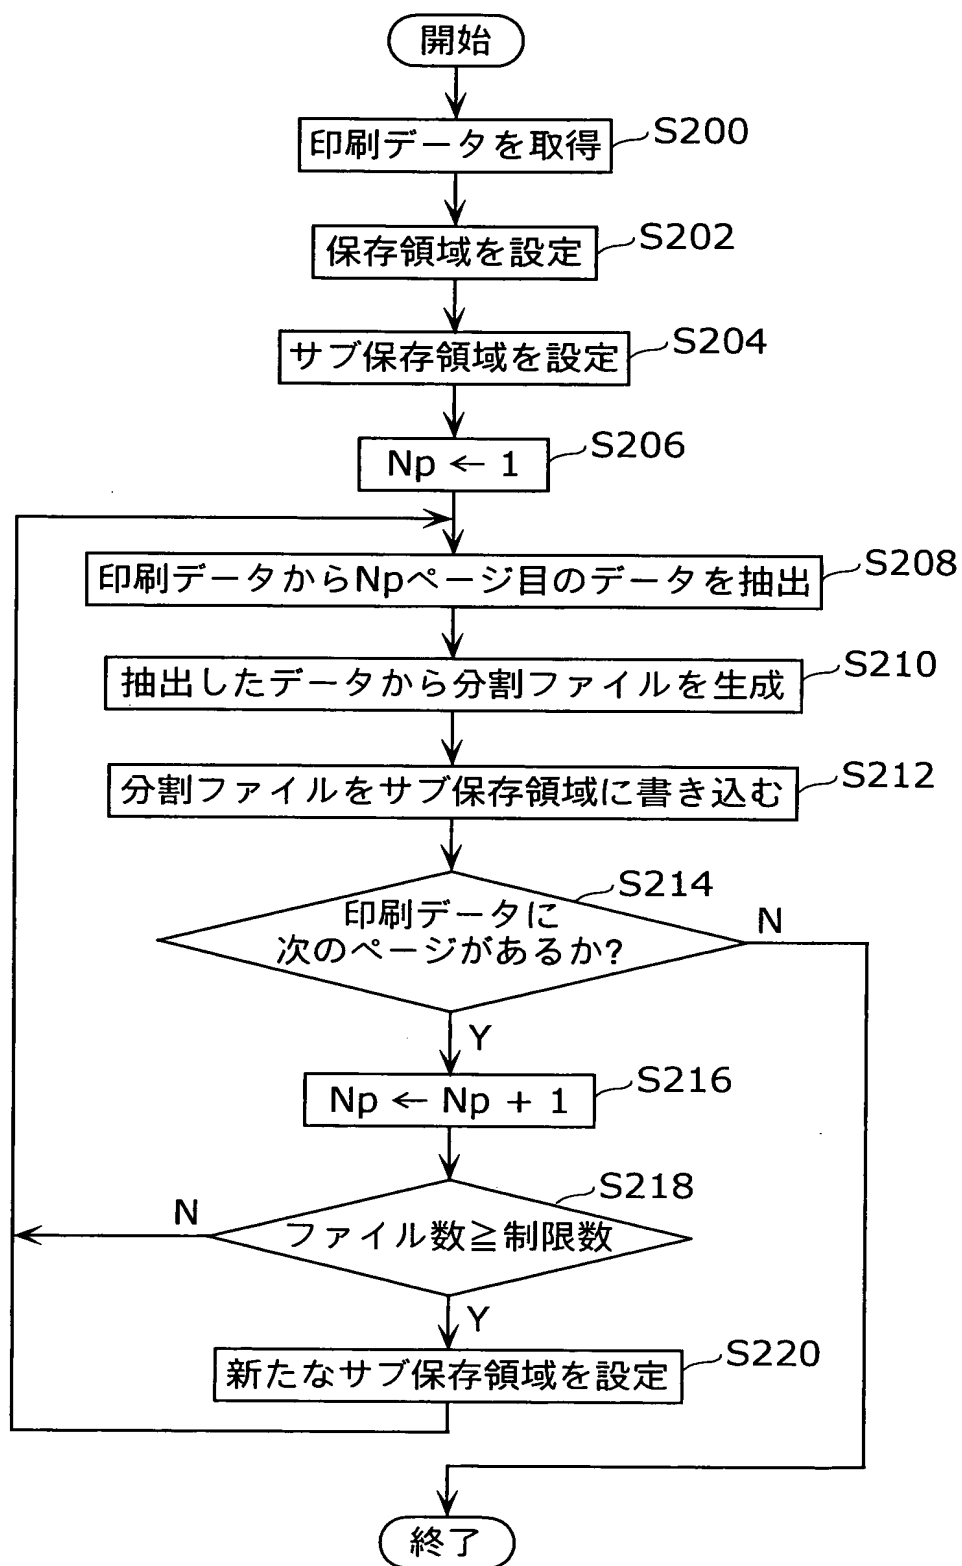 開始
印刷データを取得
S200
保存領域を設定
S202
サブ保存領域を設定
S204
Np ← 1
S206
印刷データからNpページ目のデータを抽出
S208
抽出したデータから分割ファイルを生成
S210
分割ファイルをサブ保存領域に書き込む
S212
S214
印刷データに
次のページがあるか?
N
Y
Np ← Np + 1
S216
S218
ファイル数≧制限数
N
Y
新たなサブ保存領域を設定
S220
終了